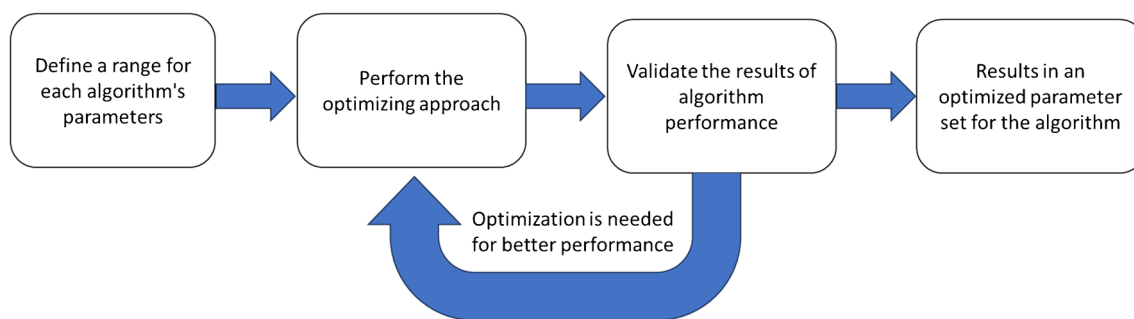 Define a range for
each algorithm's
parameters
Perform the
optimizing approach
Validate the results of
algorithm
performance
Results in an
optimized parameter
set for the algorithm
Optimization is needed
for better performance